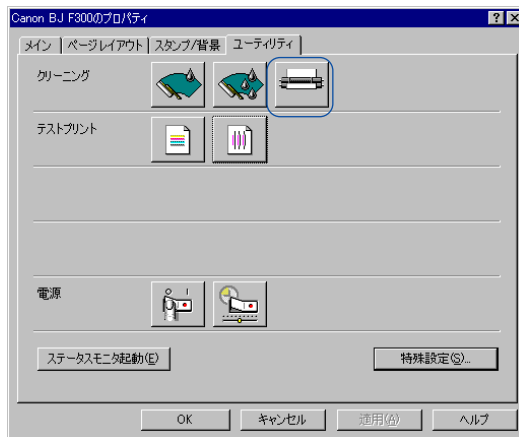 Canon BJ F300のプロパティ
メイン ページレイアウト スタンプ/背景 ユーティリティ
クリーニング
テストプリント
電源
ステータスモニタ起動(E) 特殊設定(S)...
OK キャンセル 適用(A) ヘルプ